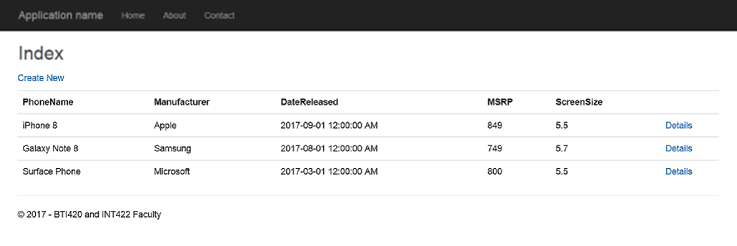 Application name Home About Contact
Index
Create New
PhoneName Manufacturer DateReleased MSRP ScreenSize
iPhone 8 Apple 2017-09-01 12:00:00 AM 849 5.5 Details
Galaxy Note 8 Samsung 2017-08-01 12:00:00 AM 749 5.7 Details
Surface Phone Microsoft 2017-03-01 12:00:00 AM 800 5.5 Details
© 2017 - BTI420 and INT422 Faculty